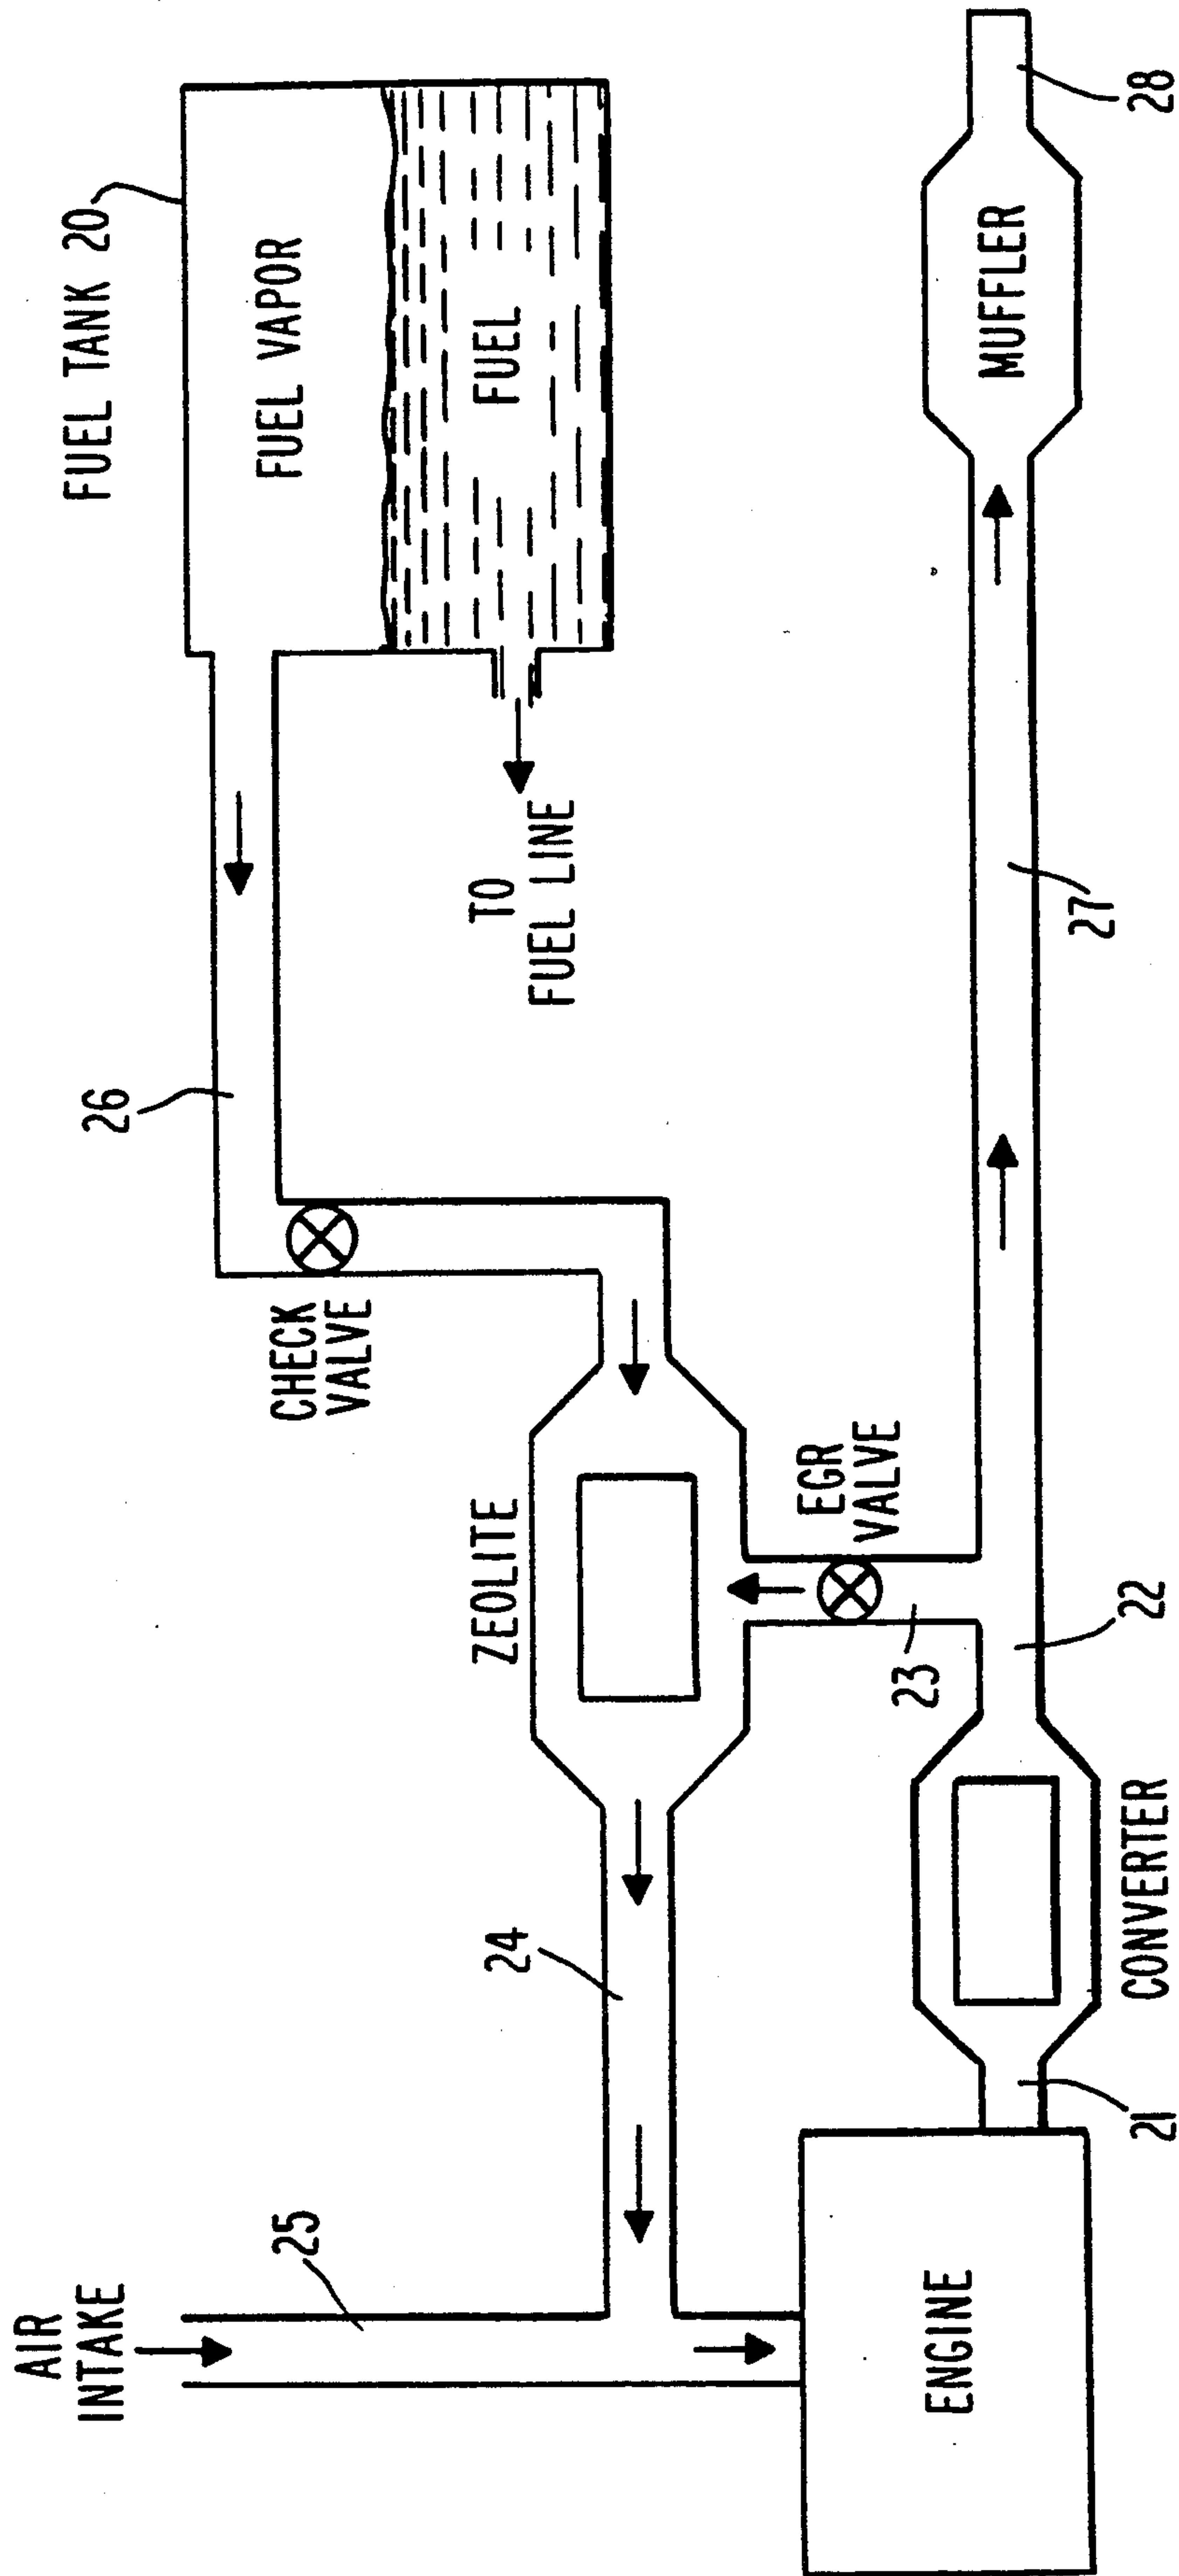 FUEL TANK 20
FUEL VAPOR
FUEL
26
TO
FUEL LINE
CHECK
VALVE
ZEOLITE
EGR
VALVE
AIR
INTAKE
25
24
23
22
27
MUFFLER
28
ENGINE
21
CONVERTER